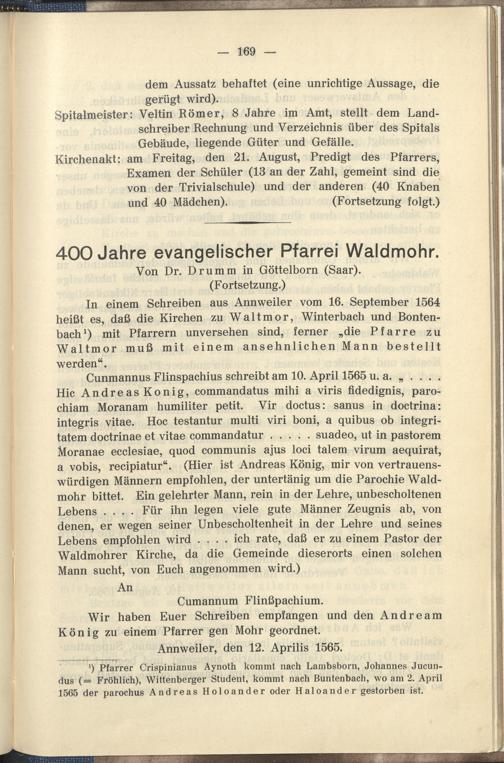 — 169 —
dem Aussatz behaftet (eine unrichtige Aussage, die
gerügt wird).
Spitalmeister: Veltin Römer, 8 Jahre im Amt, stellt dem Land-
schreiber Rechnung und Verzeichnis über des Spitals
Gebäude, liegende Güter und Gefälle.
Kirchenakt: am Freitag, den 21. August, Predigt des Pfarrers,
Examen der Schüler (13 an der Zahl, gemeint sind die
von der Trivialschule) und der anderen (40 Knaben
und 40 Mädchen). (Fortsetzung folgt.)
400 Jahre evangelischer Pfarrei Waldmohr.
Von Dr. Drumm in Göttelborn (Saar).
(Fortsetzung.)
In einem Schreiben aus Annweiler vom 16. September 1564
heißt es, daß die Kirchen zu Waltmor, Winterbach und Bonten-
bach¹) mit Pfarrern unversehen sind, ferner „die Pfarre zu
Waltmor muß mit einem ansehnlichen Mann bestellt
werden“.
Cunmannus Flinspachius schreibt am 10. April 1565 u. a. „ . . . .
Hic Andreas Konig, commandatus mihi a viris fidedignis, paro-
chiam Moranam humiliter petit. Vir doctus: sanus in doctrina:
integris vitae. Hoc testantur multi viri boni, a quibus ob integri-
tatem doctrinae et vitae commandatur . . . . . suadeo, ut in pastorem
Moranae ecclesiae, quod communis ajus loci talem virum aequirat,
a vobis, recipiatur“. (Hier ist Andreas König, mir von vertrauens-
würdigen Männern empfohlen, der untertänig um die Parochie Wald-
mohr bittet. Ein gelehrter Mann, rein in der Lehre, unbescholtenen
Lebens . . . . Für ihn legen viele gute Männer Zeugnis ab, von
denen, er wegen seiner Unbescholtenheit in der Lehre und seines
Lebens empfohlen wird . . . . ich rate, daß er zu einem Pastor der
Waldmohrer Kirche, da die Gemeinde dieserorts einen solchen
Mann sucht, von Euch angenommen wird.)
An
Cumannum Flinßpachium.
Wir haben Euer Schreiben empfangen und den Andream
König zu einem Pfarrer gen Mohr geordnet.
Annweiler, den 12. Aprilis 1565.
¹) Pfarrer Crispinianus Aynoth kommt nach Lambsborn, Johannes Jucun-
dus (= Fröhlich), Wittenberger Student, kommt nach Buntenbach, wo am 2. April
1565 der parochus Andreas Holoander oder Haloander gestorben ist.